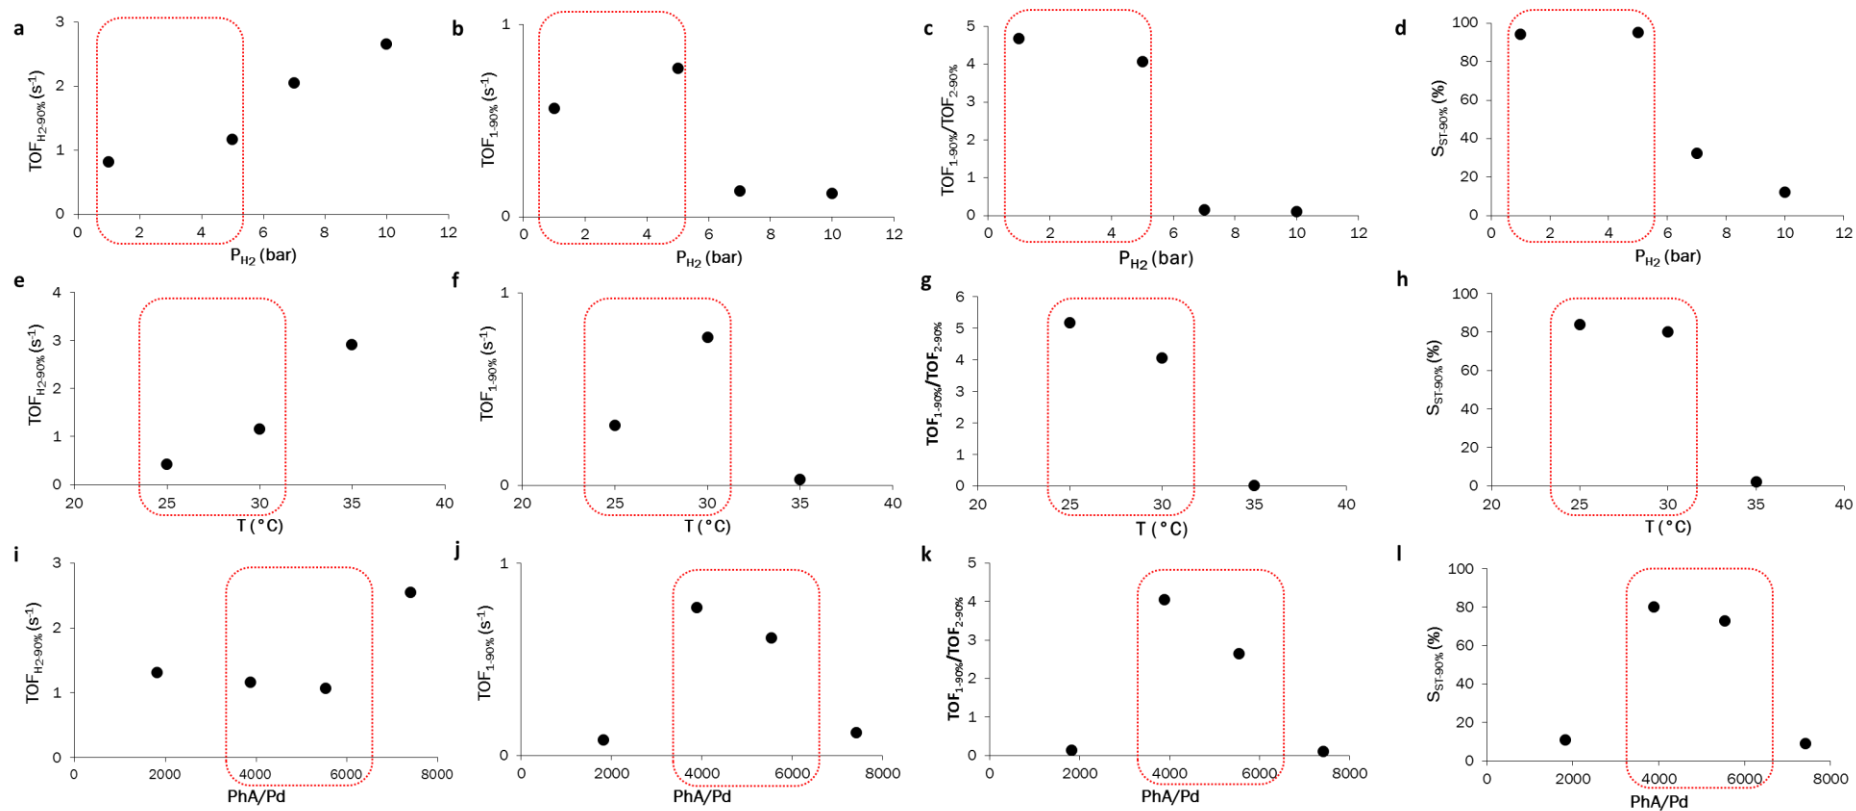 a
TOF_H2-90% (s⁻¹)
3
2
1
0
0 2 4 6 8 10 12
P_H2 (bar)
b
TOF_1-90% (s⁻¹)
1
0
0 2 4 6 8 10 12
P_H2 (bar)
c
TOF_1-90%/TOF_2-90%
5
4
3
2
1
0
0 2 4 6 8 10 12
P_H2 (bar)
d
S_ST-90% (%)
100
80
60
40
20
0
0 2 4 6 8 10 12
P_H2 (bar)
e
TOF_H2-90% (s⁻¹)
4
3
2
1
0
20 25 30 35 40
T (°C)
f
TOF_1-90% (s⁻¹)
1
0
20 25 30 35 40
T (°C)
g
TOF_1-90%/TOF_2-90%
6
5
4
3
2
1
0
20 25 30 35 40
T (°C)
h
S_ST-90% (%)
100
80
60
40
20
0
20 25 30 35 40
T (°C)
i
TOF_H2-90% (s⁻¹)
3
2
1
0
0 2000 4000 6000 8000
PhA/Pd
j
TOF_1-90% (s⁻¹)
1
0
0 2000 4000 6000 8000
PhA/Pd
k
TOF_1-90%/TOF_2-90%
5
4
3
2
1
0
0 2000 4000 6000 8000
PhA/Pd
l
S_ST-90% (%)
100
80
60
40
20
0
0 2000 4000 6000 8000
PhA/Pd